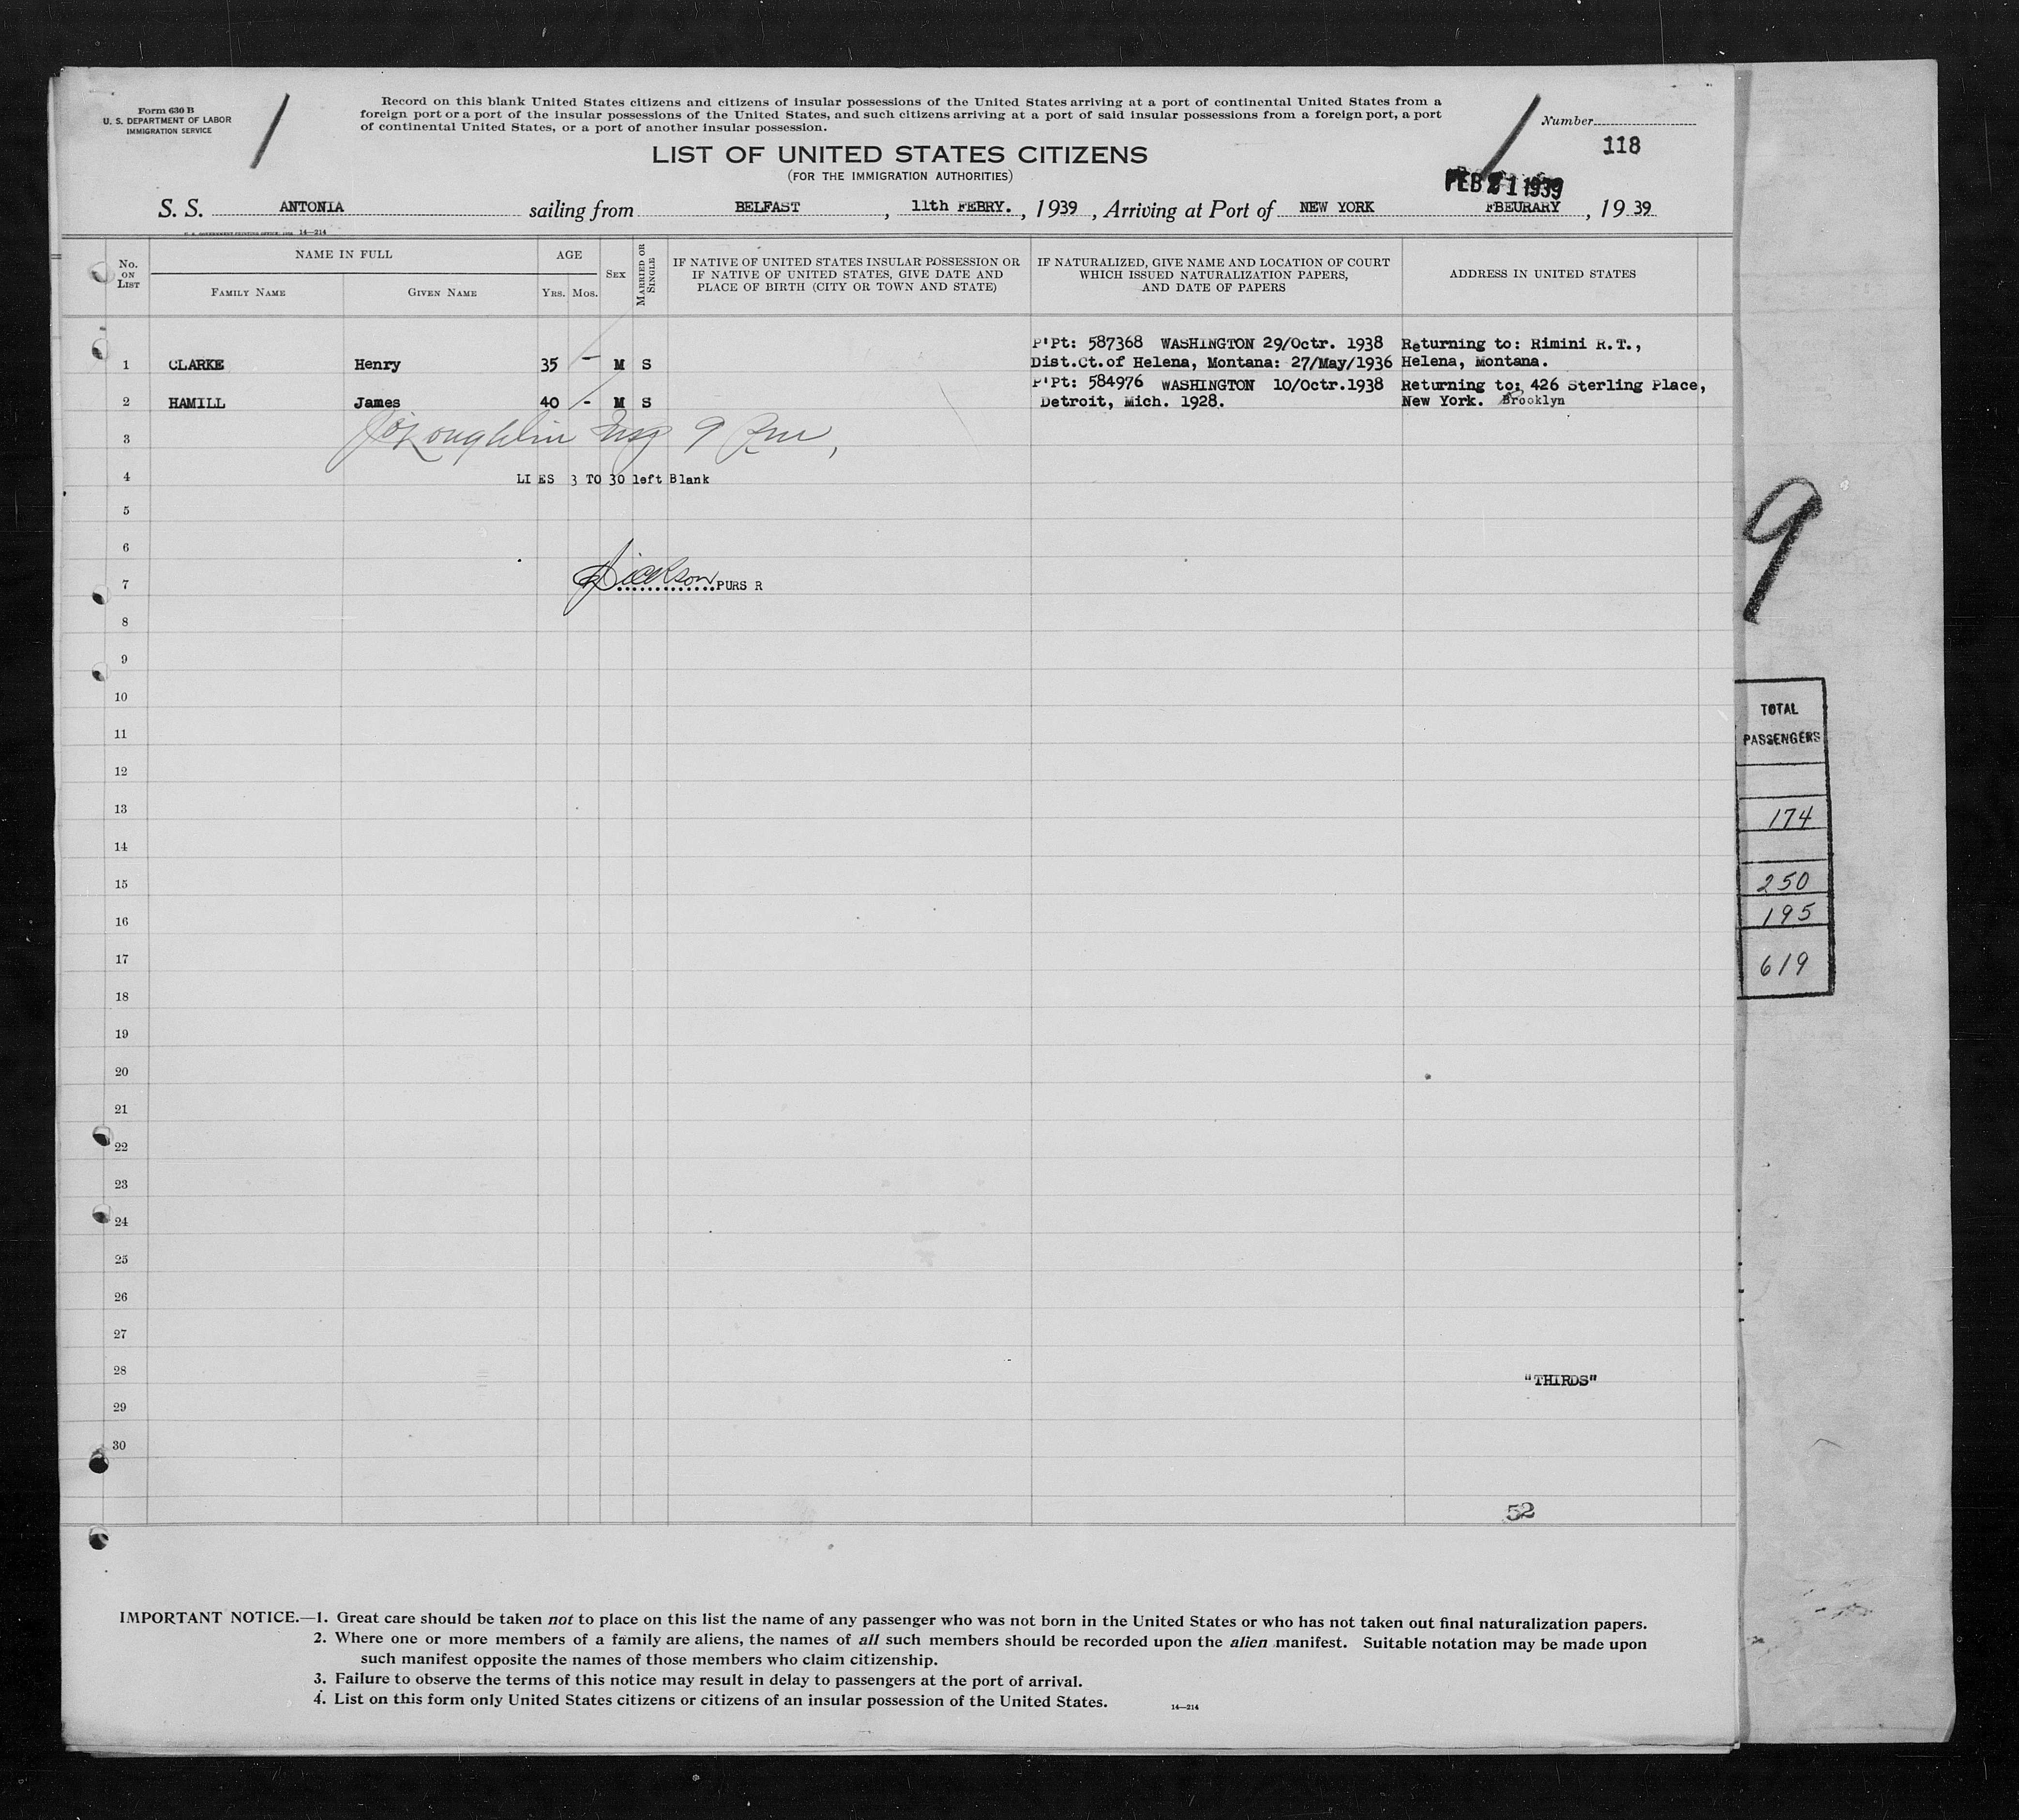 Form 630 B
U. S. DEPARTMENT OF LABOR
IMMIGRATION SERVICE
Record on this blank United States citizens and citizens of insular possessions of the United States arriving at a port of continental United States from a
foreign port or a port of the insular possessions of the United States, and such citizens arriving at a port of said insular possessions from a foreign port, a port
of continental United States, or a port of another insular possession.
Number
118
LIST OF UNITED STATES CITIZENS
(FOR THE IMMIGRATION AUTHORITIES)
FEB 21 1939
S. S. ANTONIA sailing from BELFAST, 11th FEBRY., 1939, Arriving at Port of NEW YORK FBEURARY, 19 39
14—214
No. ON LIST
NAME IN FULL
FAMILY NAME
GIVEN NAME
AGE
YRS. MOS.
SEX
MARRIED OR SINGLE
IF NATIVE OF UNITED STATES INSULAR POSSESSION OR
IF NATIVE OF UNITED STATES, GIVE DATE AND
PLACE OF BIRTH (CITY OR TOWN AND STATE)
IF NATURALIZED, GIVE NAME AND LOCATION OF COURT
WHICH ISSUED NATURALIZATION PAPERS,
AND DATE OF PAPERS
ADDRESS IN UNITED STATES
P'Pt: 587368 WASHINGTON 29/Octr. 1938 Returning to: Rimini R.T.,
1 CLARKE Henry 35 - M S Dist.Ct.of Helena, Montana: 27/May/1936 Helena, Montana.
P'Pt: 584976 WASHINGTON 10/Octr.1938 Returning to: 426 Sterling Place,
2 HAMILL James 40 - M S Detroit, Mich. 1928. New York. Brooklyn
3
4 LI ES 3 TO 30 left Blank
5
6
7 Dickson PURS R
8
9
10
11
12
13
14
15
16
17
18
19
20
21
22
23
24
25
26
27
28 "THIRDS"
29
30
52
9
TOTAL
PASSENGERS
174
250
195
619
IMPORTANT NOTICE.—1. Great care should be taken not to place on this list the name of any passenger who was not born in the United States or who has not taken out final naturalization papers.
2. Where one or more members of a family are aliens, the names of all such members should be recorded upon the alien manifest. Suitable notation may be made upon
such manifest opposite the names of those members who claim citizenship.
3. Failure to observe the terms of this notice may result in delay to passengers at the port of arrival.
4. List on this form only United States citizens or citizens of an insular possession of the United States.
14—214